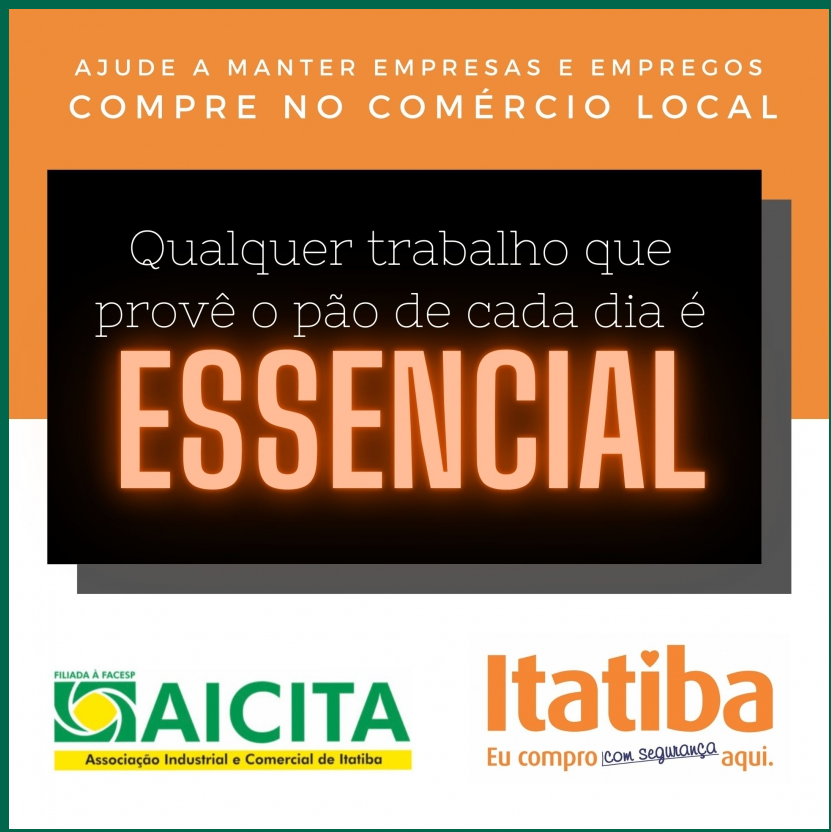 AJUDE A MANTER EMPRESAS E EMPREGOS
COMPRE NO COMÉRCIO LOCAL
Qualquer trabalho que
provê o pão de cada dia é
ESSENCIAL
FILIADA À FACESP
AICITA
Associação Industrial e Comercial de Itatiba
Itatiba
Eu compro com segurança aqui.